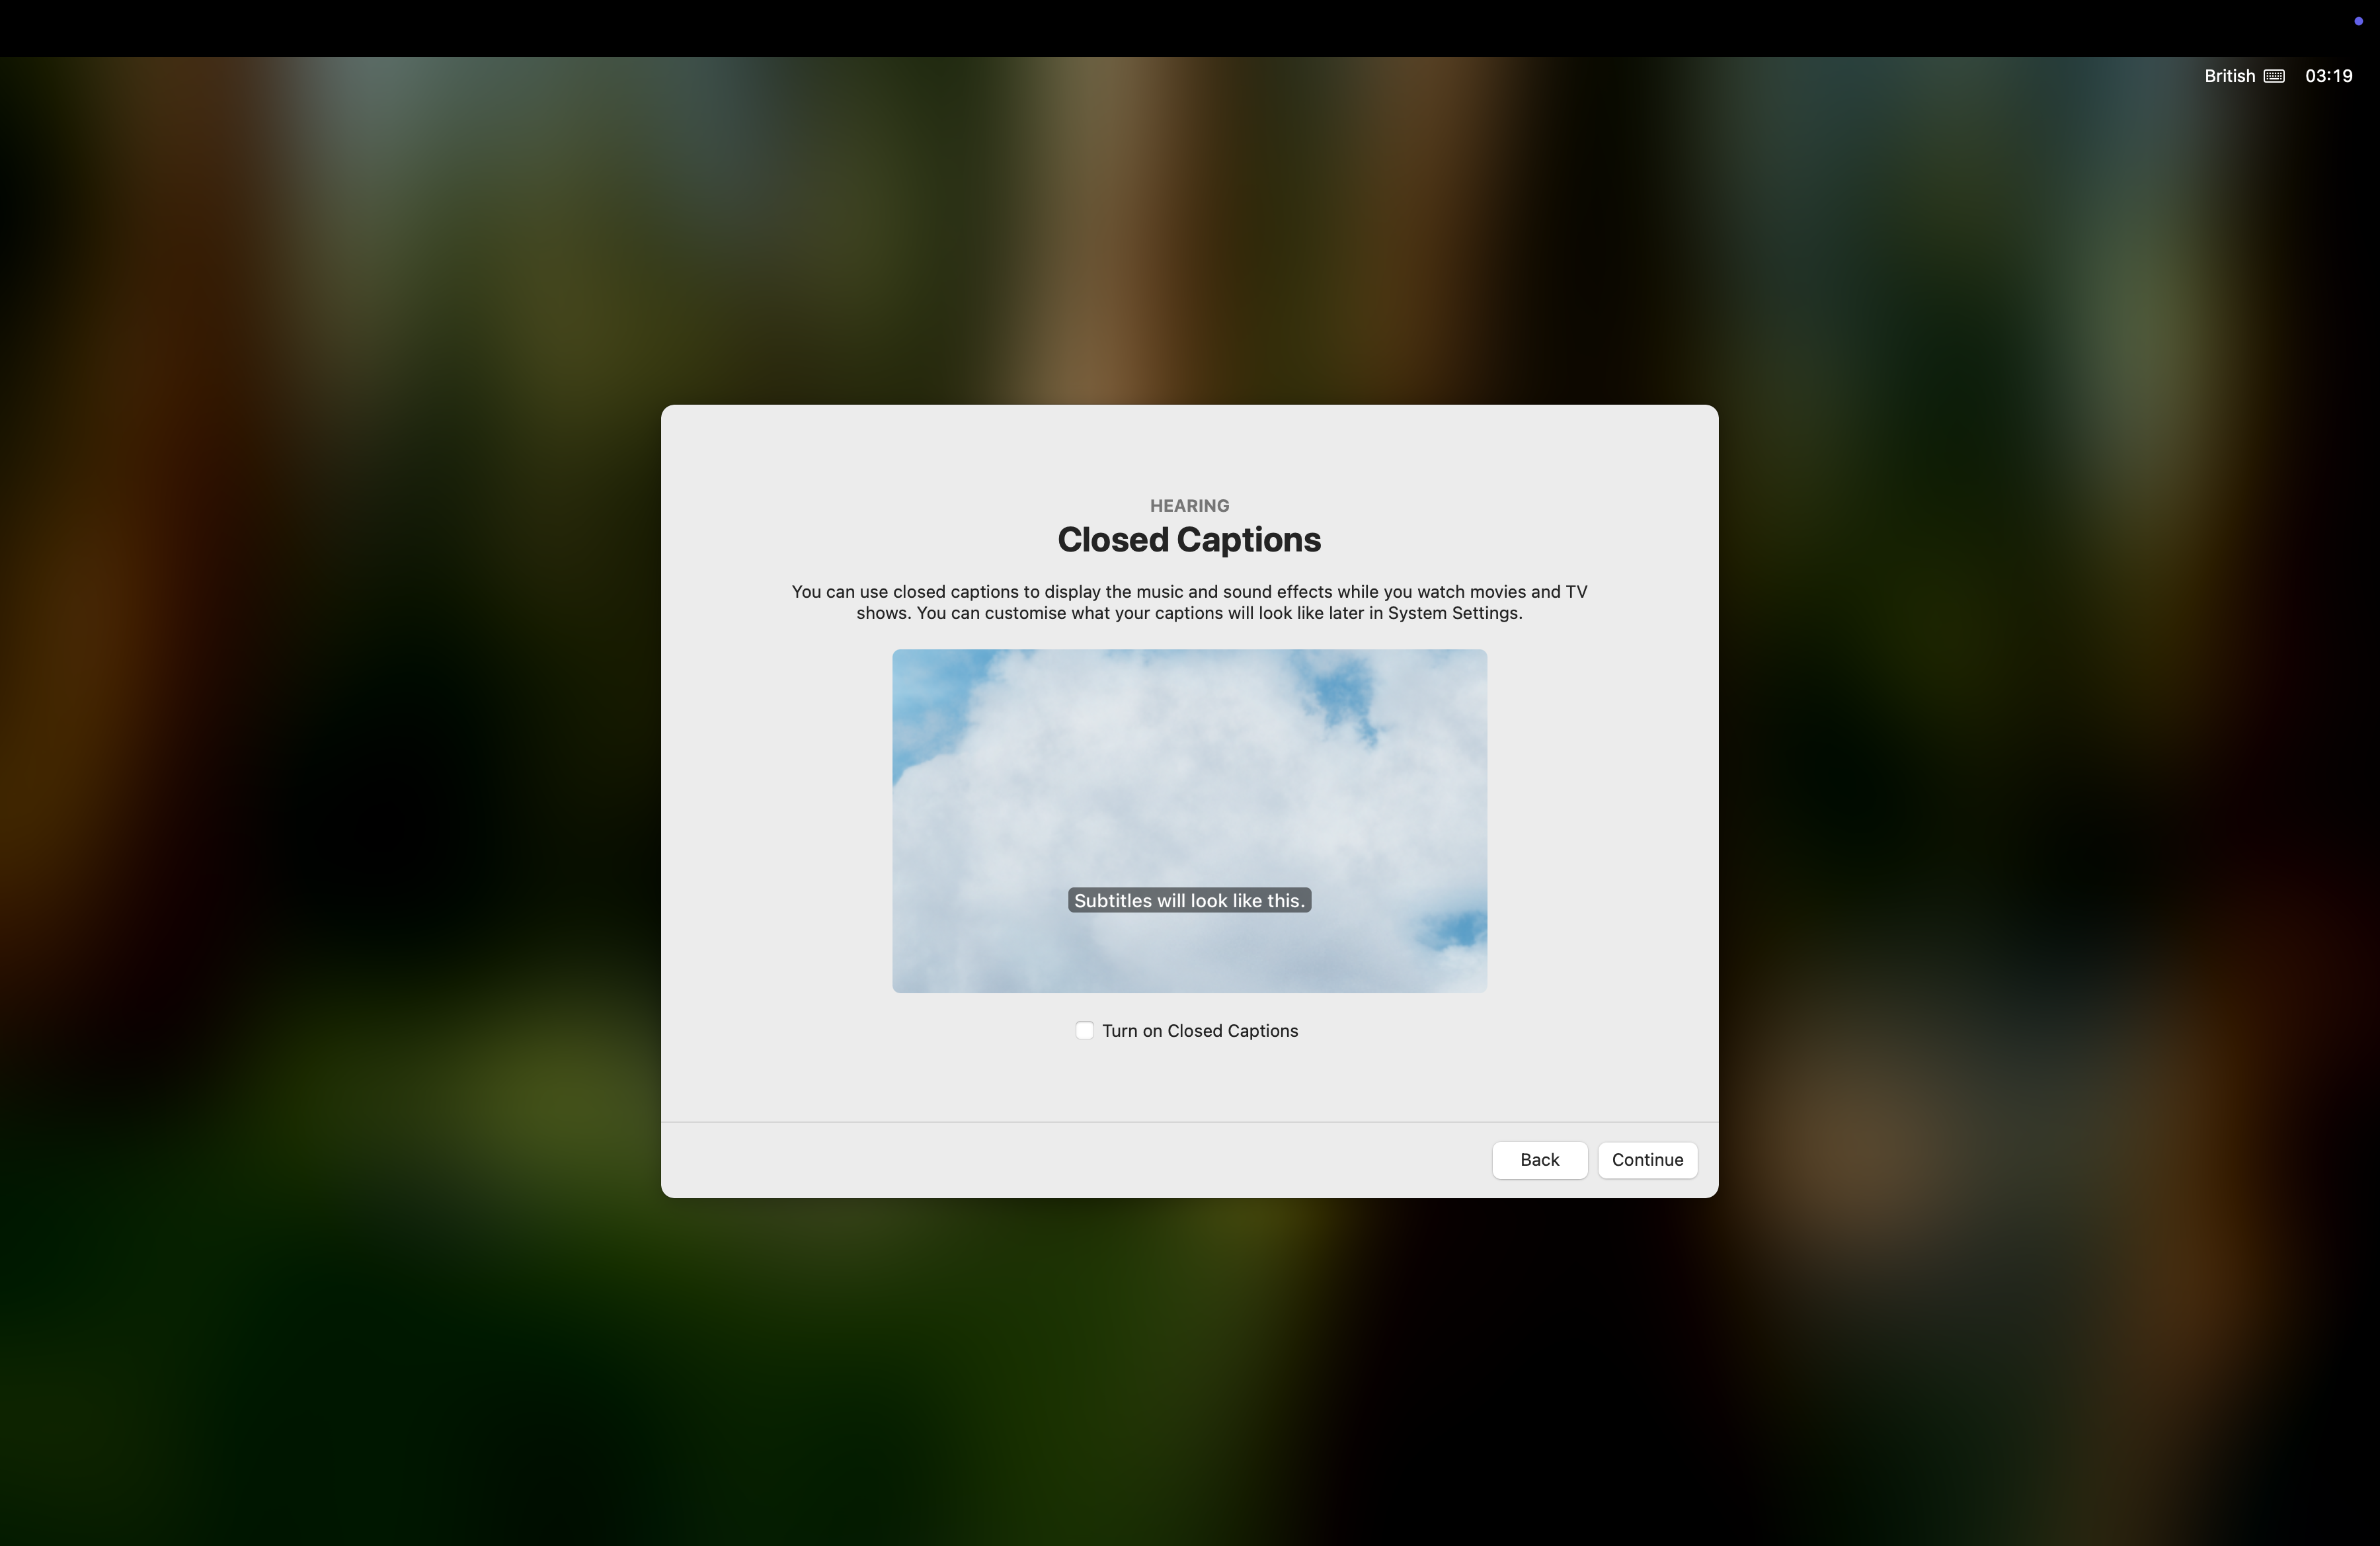 British 03:19
HEARING
Closed Captions
You can use closed captions to display the music and sound effects while you watch movies and TV
shows. You can customise what your captions will look like later in System Settings.
Subtitles will look like this.
Turn on Closed Captions
Back Continue